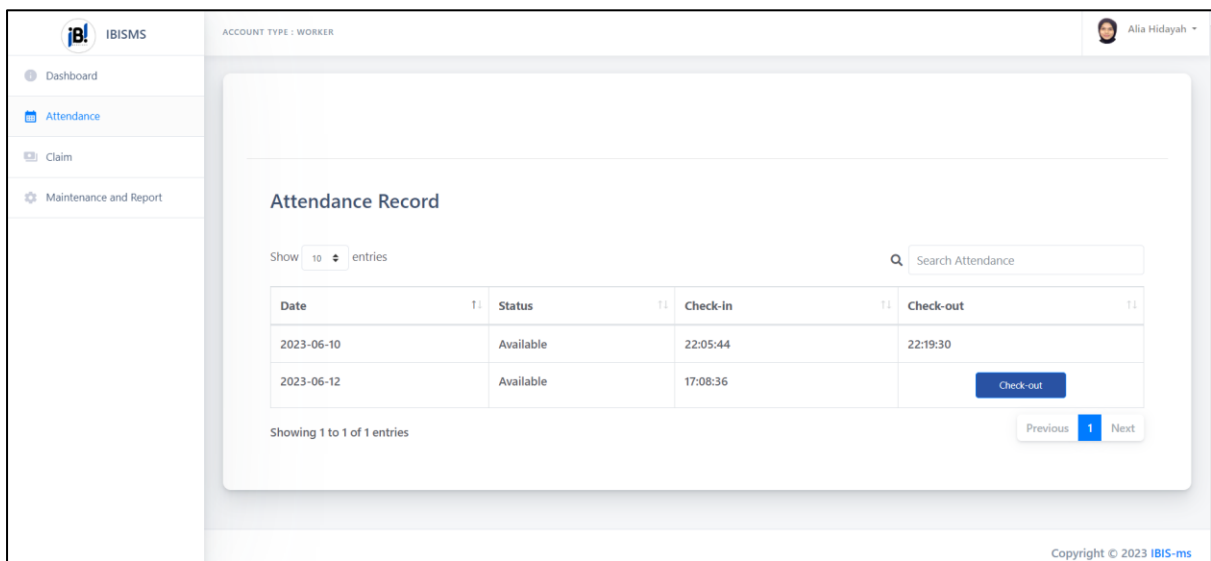 jB! IBISMS
ACCOUNT TYPE : WORKER
Alia Hidayah
Dashboard
Attendance
Claim
Maintenance and Report
Attendance Record
Show 10 entries
Search Attendance
Date Status Check-in Check-out
2023-06-10 Available 22:05:44 22:19:30
2023-06-12 Available 17:08:36 Check-out
Showing 1 to 1 of 1 entries
Previous 1 Next
Copyright © 2023 IBIS-ms